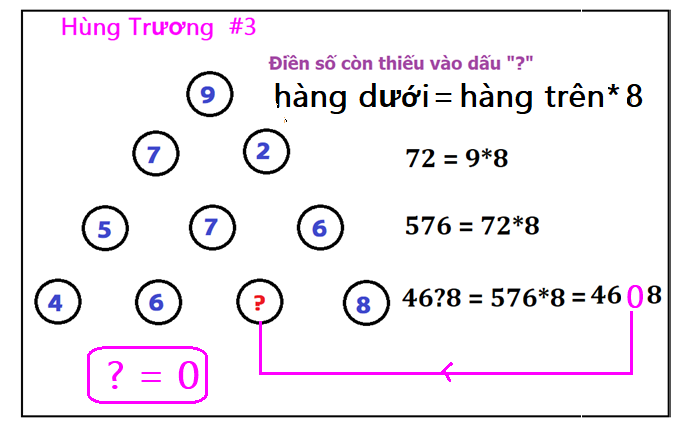 Hùng Trương #3
Điền số còn thiếu vào dấu "?"
hàng dưới = hàng trên* 8
9
7 2
72 = 9*8
5 7 6
576 = 72*8
4 6 ? 8
46?8 = 576*8 = 4608
? = 0